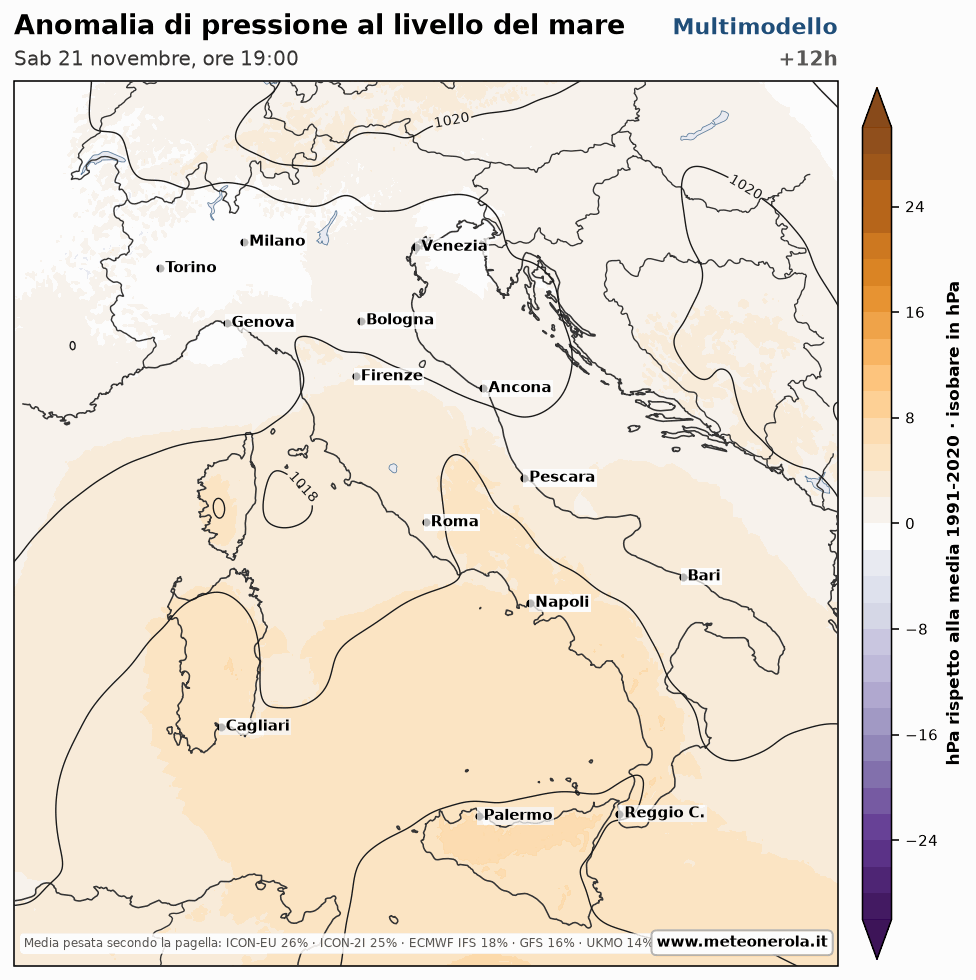 Anomalia di pressione al livello del mare
Multimodello
Sab 21 novembre, ore 19:00
+12h
1020
1020
Milano
Venezia
Torino
Genova
Bologna
0
Firenze
Ancona
Pescara
1018
Roma
Bari
Napoli
Cagliari
Palermo
Reggio C.
24
16
8
0
−8
−16
−24
hPa rispetto alla media 1991-2020 · isobare in hPa
Media pesata secondo la pagella: ICON-EU 26% · ICON-2I 25% · ECMWF IFS 18% · GFS 16% · UKMO 14%
www.meteonerola.it